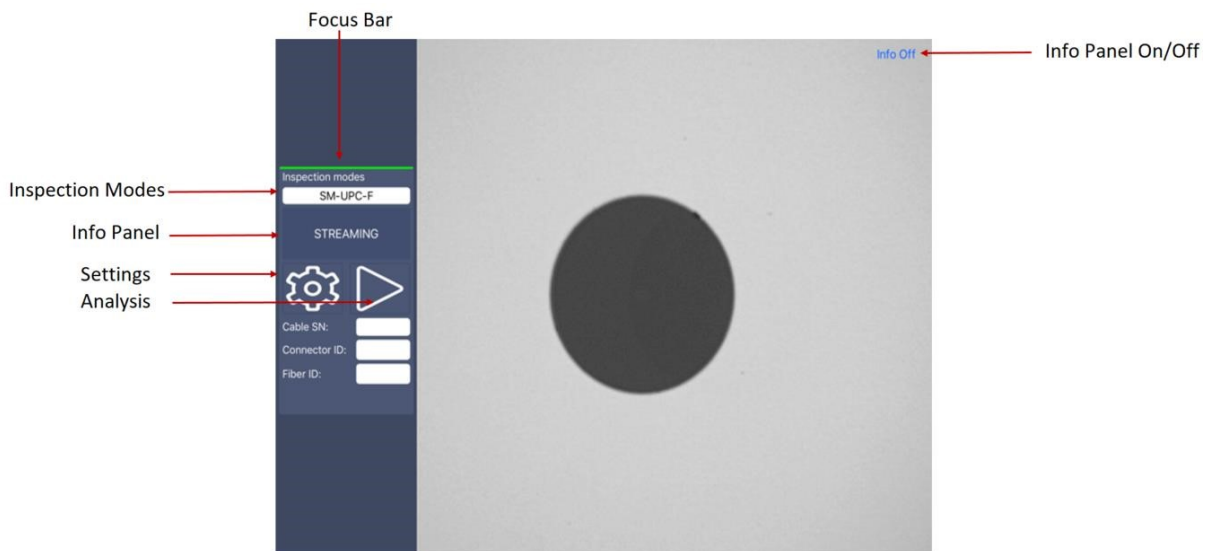 Focus Bar
Info Off
Info Panel On/Off
Inspection modes
Inspection Modes
SM-UPC-F
Info Panel
STREAMING
Settings
Analysis
Cable SN:
Connector ID:
Fiber ID: